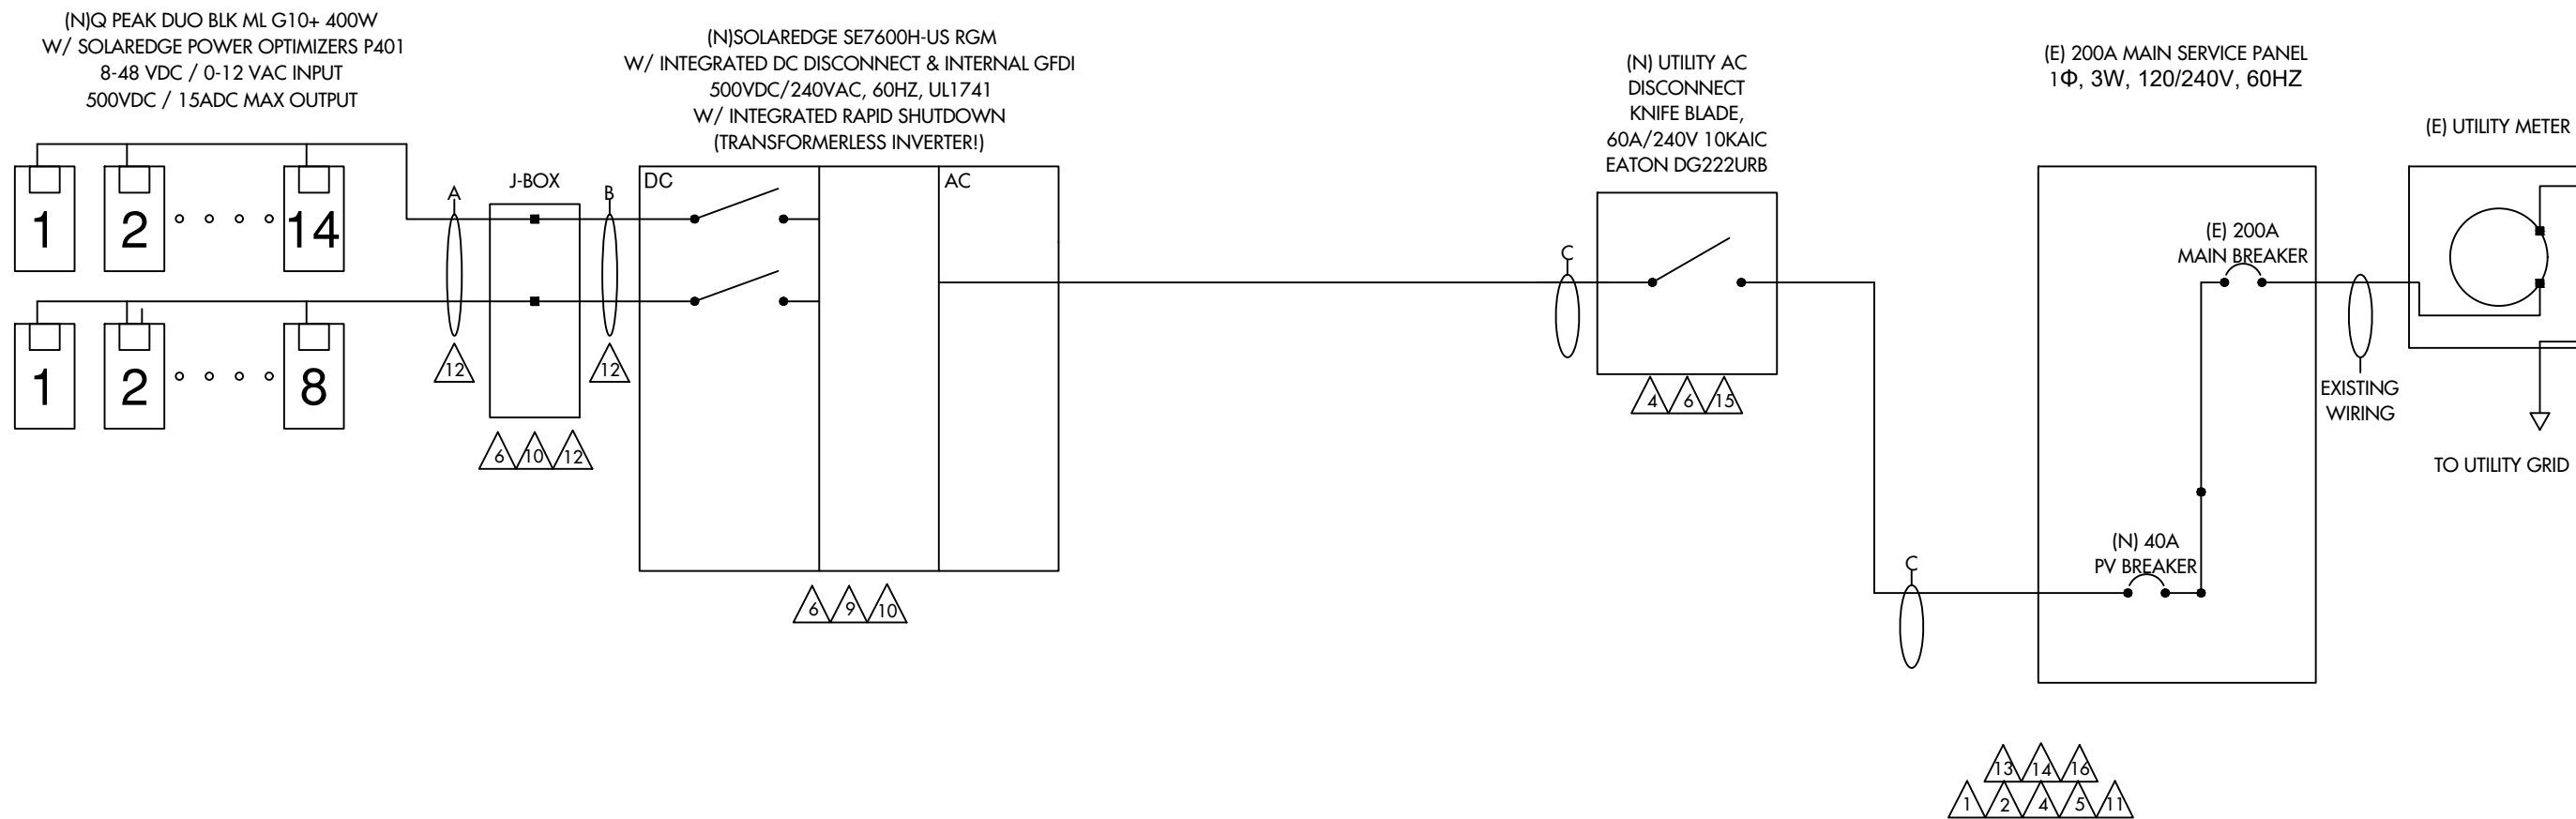 (N)Q PEAK DUO BLK ML G10+ 400W
W/ SOLAREDGE POWER OPTIMIZERS P401
8-48 VDC / 0-12 VAC INPUT
500VDC / 15ADC MAX OUTPUT
(N)SOLAREDGE SE7600H-US RGM
W/ INTEGRATED DC DISCONNECT & INTERNAL GFDI
500VDC/240VAC, 60HZ, UL1741
W/ INTEGRATED RAPID SHUTDOWN
(TRANSFORMERLESS INVERTER!)
(N) UTILITY AC
DISCONNECT
KNIFE BLADE,
60A/240V 10KAIC
EATON DG222URB
(E) 200A MAIN SERVICE PANEL
1Φ, 3W, 120/240V, 60HZ
(E) UTILITY METER
1 2 14
A
J-BOX
B
DC
AC
1 2 8
12
12
6 10 12
6 9 10
C
4 6 15
C
(E) 200A
MAIN BREAKER
(N) 40A
PV BREAKER
EXISTING
WIRING
TO UTILITY GRID
13 14 16
1 2 4 5 11